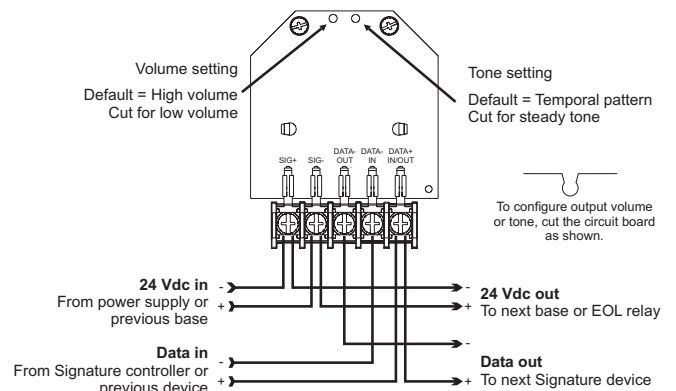 Volume setting
Default = High volume
Cut for low volume
Tone setting
Default = Temporal pattern
Cut for steady tone
SIG+ SIG- DATA- OUT DATA- IN DATA+ IN/OUT
To configure output volume
or tone, cut the circuit board
as shown.
24 Vdc in -
From power supply or +
previous base
- 24 Vdc out
+ To next base or EOL relay
Data in -
From Signature controller or
previous device +
-
Data out
+ To next Signature device